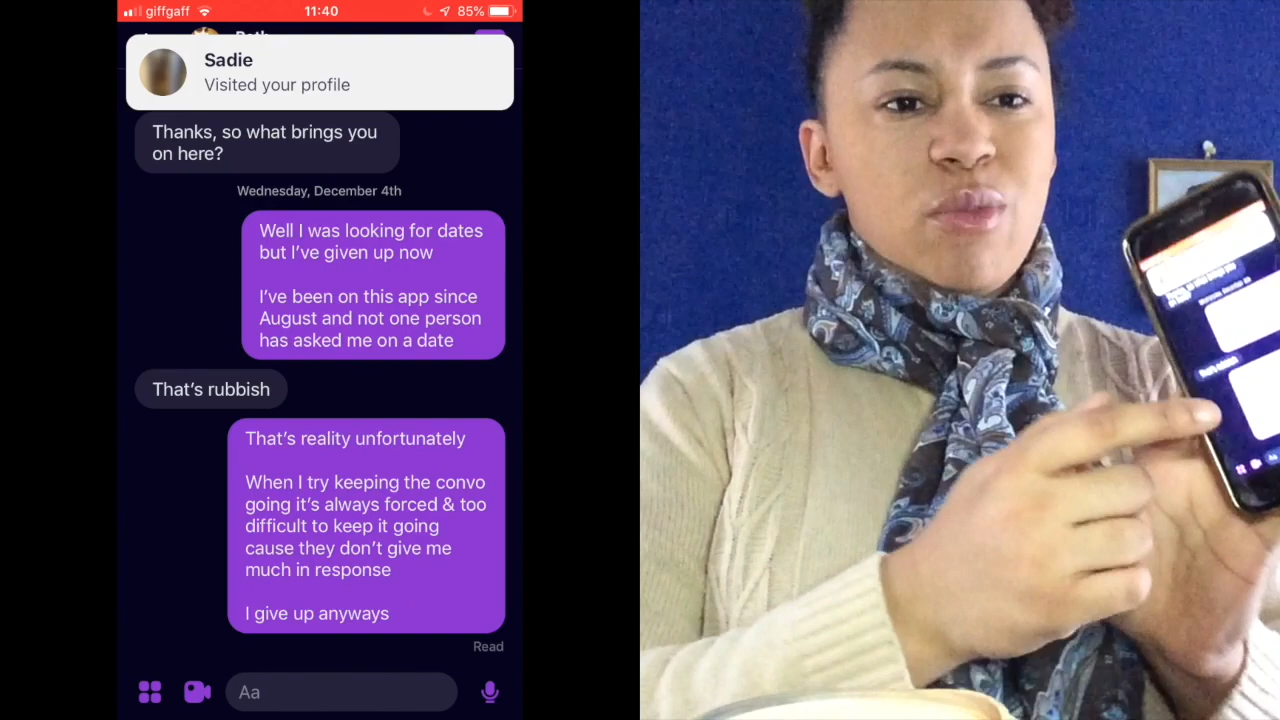 giffgaff 11:40 85%
Sadie
Visited your profile
Thanks, so what brings you
on here?
Wednesday, December 4th
Well I was looking for dates
but I've given up now
I've been on this app since
August and not one person
has asked me on a date
That's rubbish
That's reality unfortunately
When I try keeping the convo
going it's always forced & too
difficult to keep it going
cause they don't give me
much in response
I give up anyways
Read
Aa